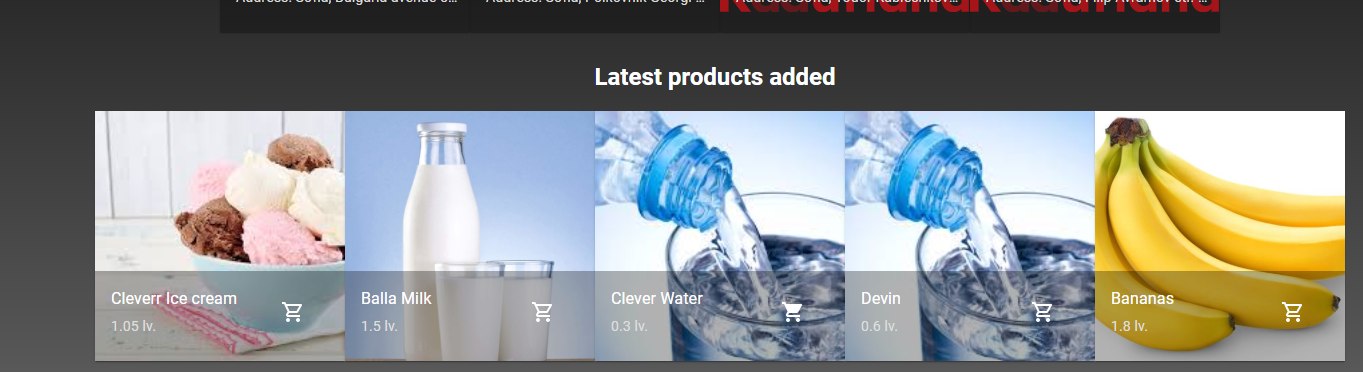 Latest products added
Cleverr Ice cream
1.05 lv.
Balla Milk
1.5 lv.
Clever Water
0.3 lv.
Devin
0.6 lv.
Bananas
1.8 lv.